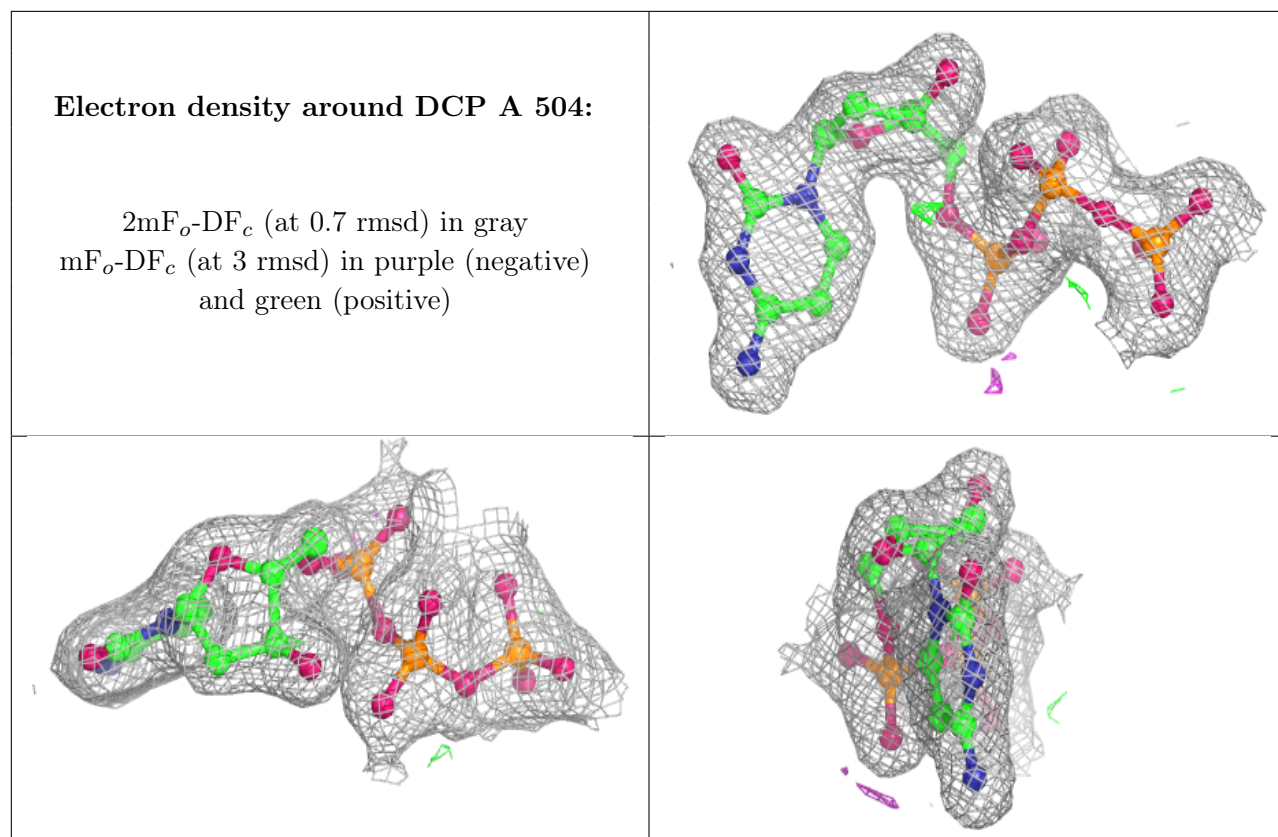 Electron density around DCP A 504:
2mFo-DFc (at 0.7 rmsd) in gray
mFo-DFc (at 3 rmsd) in purple (negative)
and green (positive)